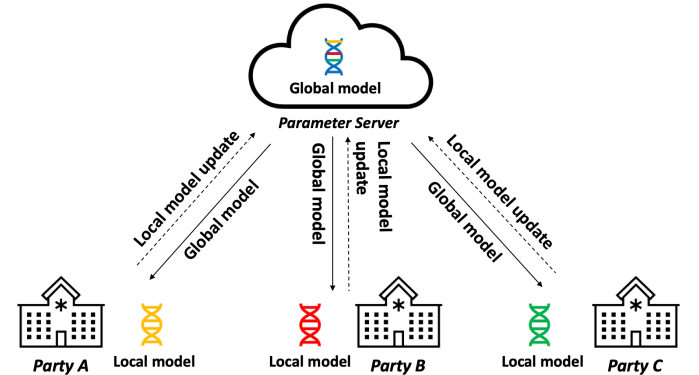 Global model
Parameter Server
Local model update
Global model
Global model
Local model
update
Global model
Local model update
Party A
Local model
Local model
Party B
Local model
Party C